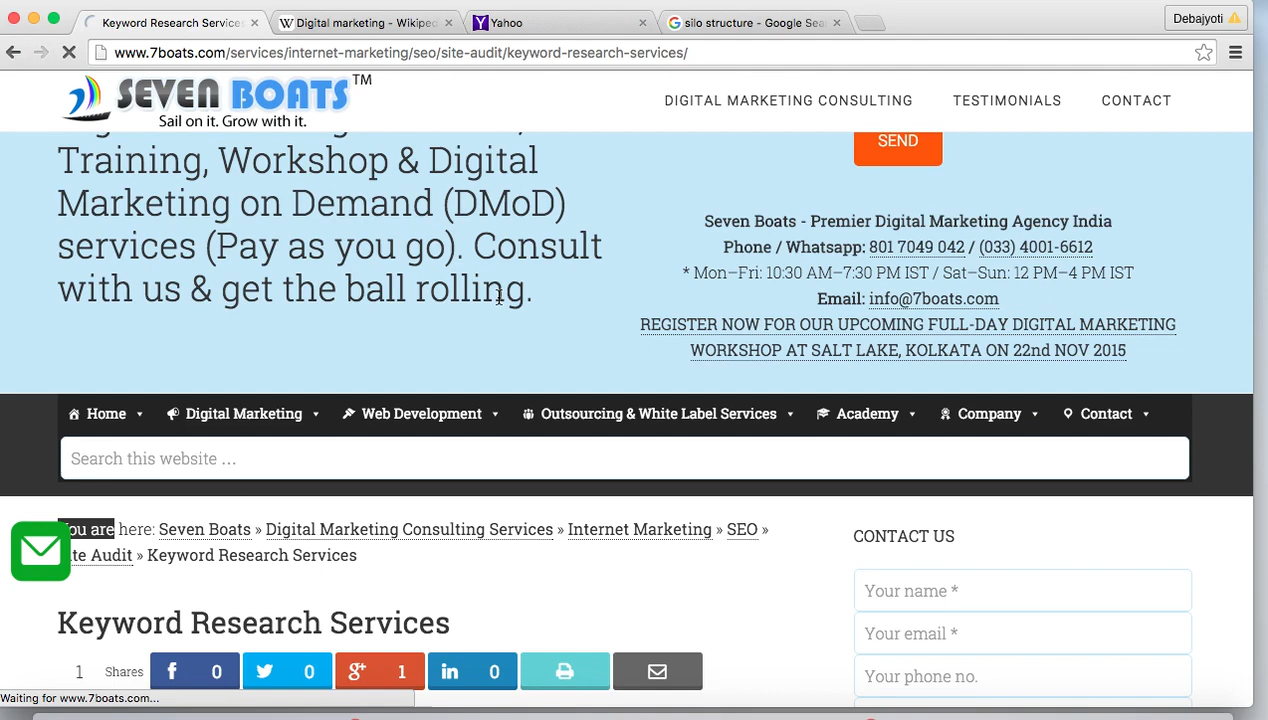 Keyword Research Services
Digital marketing - Wikiped
Yahoo
silo structure - Google Sea
Debajyoti
www.7boats.com/services/internet-marketing/seo/site-audit/keyword-research-services/
SEVEN BOATS TM
Sail on it. Grow with it.
DIGITAL MARKETING CONSULTING
TESTIMONIALS
CONTACT
Training, Workshop & Digital
Marketing on Demand (DMoD)
services (Pay as you go). Consult
with us & get the ball rolling.
SEND
Seven Boats - Premier Digital Marketing Agency India
Phone / Whatsapp: 801 7049 042 / (033) 4001-6612
* Mon–Fri: 10:30 AM–7:30 PM IST / Sat–Sun: 12 PM–4 PM IST
Email: info@7boats.com
REGISTER NOW FOR OUR UPCOMING FULL-DAY DIGITAL MARKETING
WORKSHOP AT SALT LAKE, KOLKATA ON 22nd NOV 2015
Home
Digital Marketing
Web Development
Outsourcing & White Label Services
Academy
Company
Contact
Search this website …
You are here: Seven Boats » Digital Marketing Consulting Services » Internet Marketing » SEO »
Site Audit » Keyword Research Services
Keyword Research Services
1 Shares
0
0
1
0
CONTACT US
Your name *
Your email *
Your phone no.
Waiting for www.7boats.com...